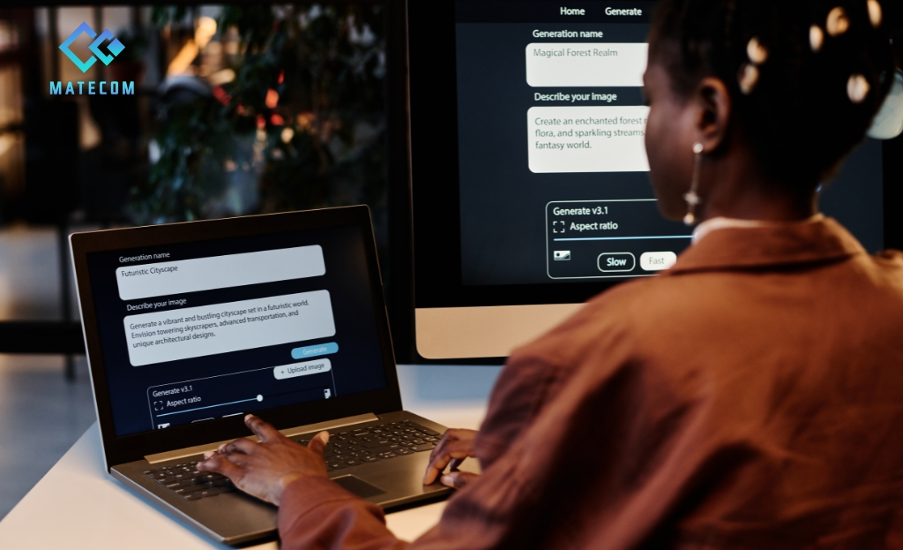 MATECOM
Home Generate
Generation name
Magical Forest Realm
Describe your image
Create an enchanted forest
flora, and sparkling streams
fantasy world.
Generate v3.1
Aspect ratio
Slow Fast
Generation name
Futuristic Cityscape
Describe your image
Generate a vibrant and bustling cityscape set in a futuristic world.
Envision towering skyscrapers, advanced transportation, and
unique architectural designs.
Generate
+ Upload image
Generate v3.1
Aspect ratio